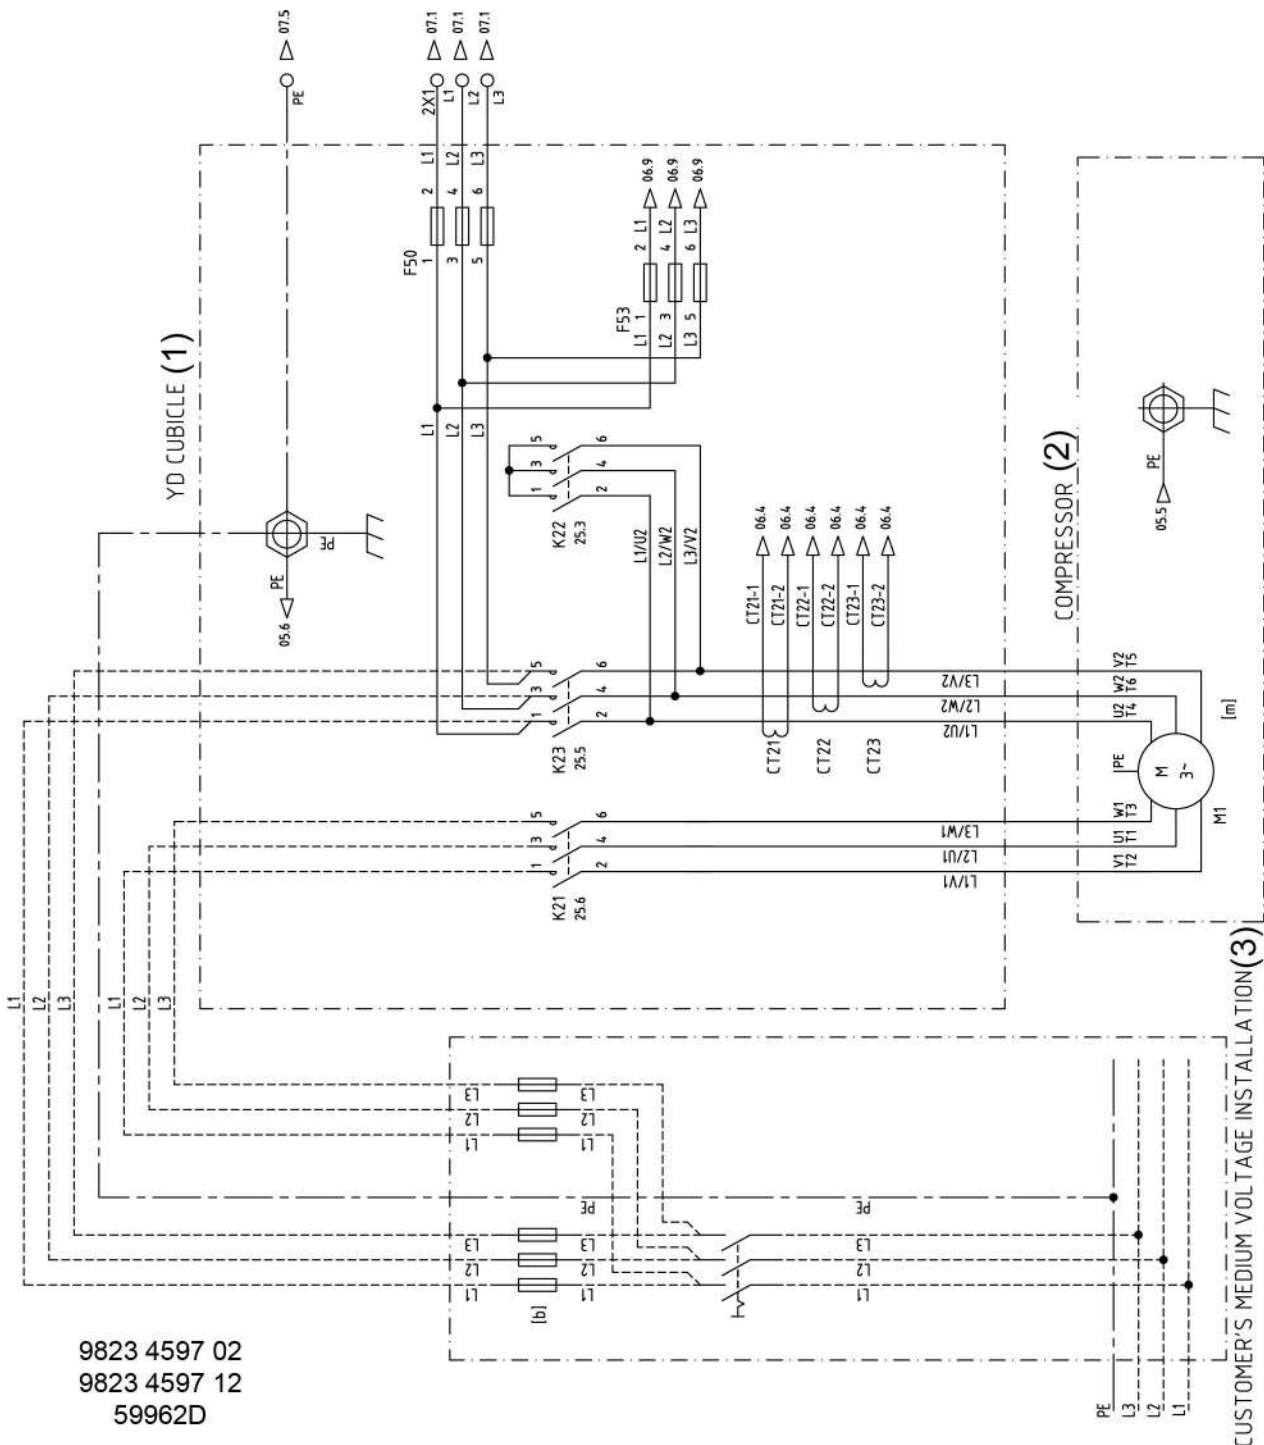 07.5
07.1
07.1
07.1
PE
2X1
L1
L2
L3
L1
L2
L3
2
4
6
F50
1
3
5
06.9
06.9
06.9
L1
L2
L3
2
4
6
F53
1
3
5
L1
L2
L3
YD CUBICLE (1)
L1
L2
L3
5
3
1
6
4
2
K22
25.3
PE
PE
05.6
L1/U2
L2/W2
L3/V2
06.4
06.4
06.4
06.4
06.4
06.4
CT21-1
CT21-2
CT22-1
CT22-2
CT23-1
CT23-2
COMPRESSOR (2)
PE
05.5
5
3
1
6
4
2
K23
25.5
CT21
CT22
CT23
L3/V2
L2/W2
L1/U2
V2
T5
W2
T6
U2
T4
PE
M
3~
[m]
M1
5
3
1
6
4
2
K21
25.6
L3/W1
L2/U1
L1/V1
W1
T3
U1
T1
V1
T2
L1
L2
L3
L1
L2
L3
L3
L2
L1
L3
L2
L1
PE
PE
L3
L2
L1
L3
L2
L1
L3
L2
L1
[b]
PE
L3
L2
L1
CUSTOMER'S MEDIUM VOLTAGE INSTALLATION(3)
9823 4597 02
9823 4597 12
59962D